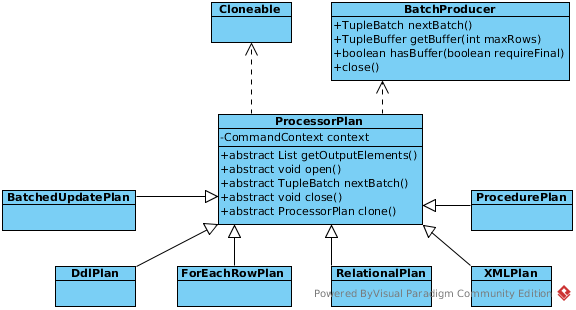 Cloneable
BatchProducer
+TupleBatch nextBatch()
+TupleBuffer getBuffer(int maxRows)
+boolean hasBuffer(boolean requireFinal)
+close()
ProcessorPlan
-CommandContext context
+abstract List getOutputElements()
+abstract void open()
+abstract TupleBatch nextBatch()
+abstract void close()
+abstract ProcessorPlan clone()
BatchedUpdatePlan
ProcedurePlan
DdlPlan
ForEachRowPlan
RelationalPlan
XMLPlan
Powered ByVisual Paradigm Community Edition